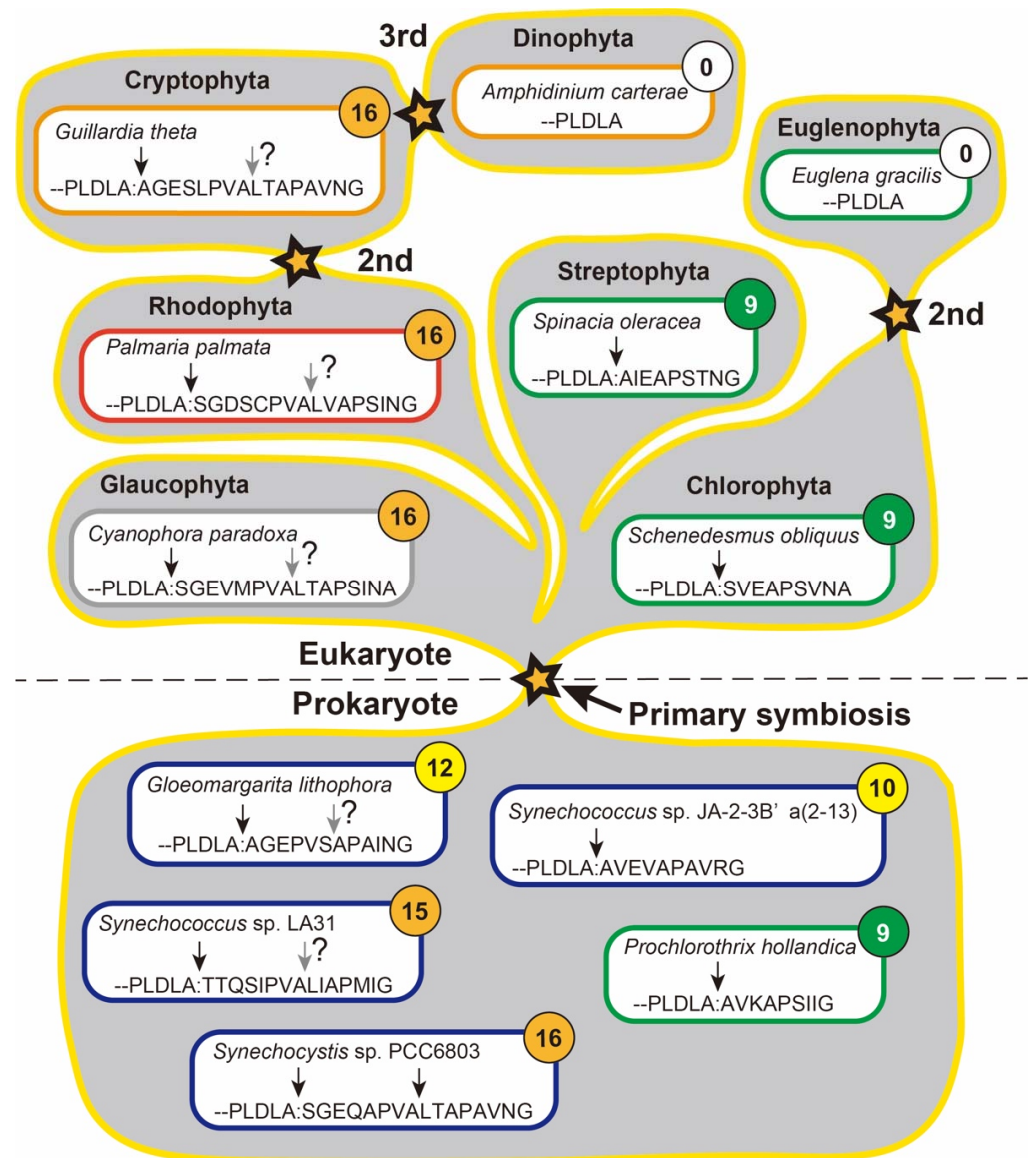 3rd
Dinophyta
0
Amphidinium carterae
--PLDLA
Cryptophyta
16
Guillardia theta
?
--PLDLA:AGESLPVALTAPAVNG
Euglenophyta
0
Euglena gracilis
--PLDLA
2nd
Rhodophyta
16
Palmaria palmata
?
--PLDLA:SGDSCPVALVAPSING
Streptophyta
9
Spinacia oleracea
--PLDLA:AIEAPSTNG
2nd
Glaucophyta
16
Cyanophora paradoxa
?
--PLDLA:SGEVMPVALTAPSINA
Chlorophyta
9
Schenedesmus obliquus
--PLDLA:SVEAPSVNA
Eukaryote
Prokaryote
Primary symbiosis
12
Gloeomargarita lithophora
?
--PLDLA:AGEPVSAPAING
10
Synechococcus sp. JA-2-3B' a(2-13)
--PLDLA:AVEVAPAVRG
15
Synechococcus sp. LA31
?
--PLDLA:TTQSIPVALIAPMIG
9
Prochlorothrix hollandica
--PLDLA:AVKAPSIIG
16
Synechocystis sp. PCC6803
--PLDLA:SGEQAPVALTAPAVNG